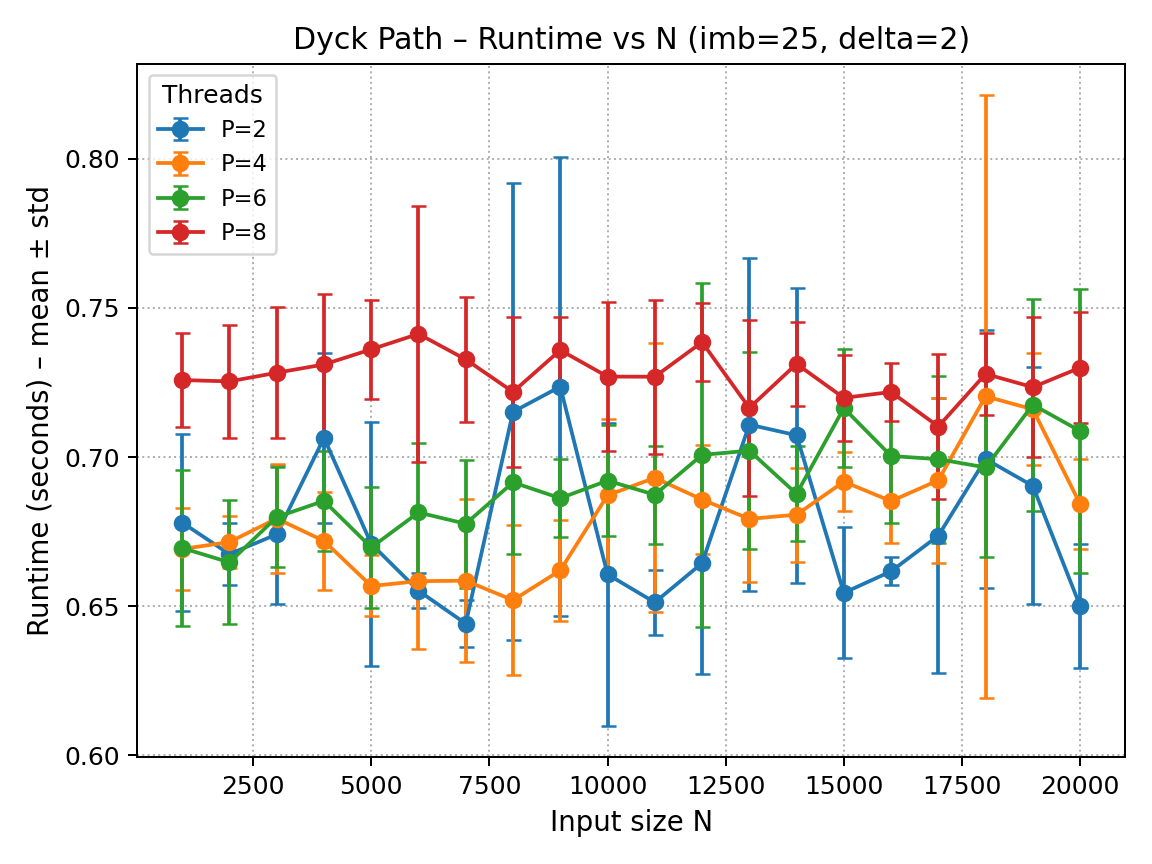 Dyck Path – Runtime vs N (imb=25, delta=2)
Threads
P=2
P=4
P=6
P=8
Runtime (seconds) – mean ± std
0.80
0.75
0.70
0.65
0.60
2500 5000 7500 10000 12500 15000 17500 20000
Input size N